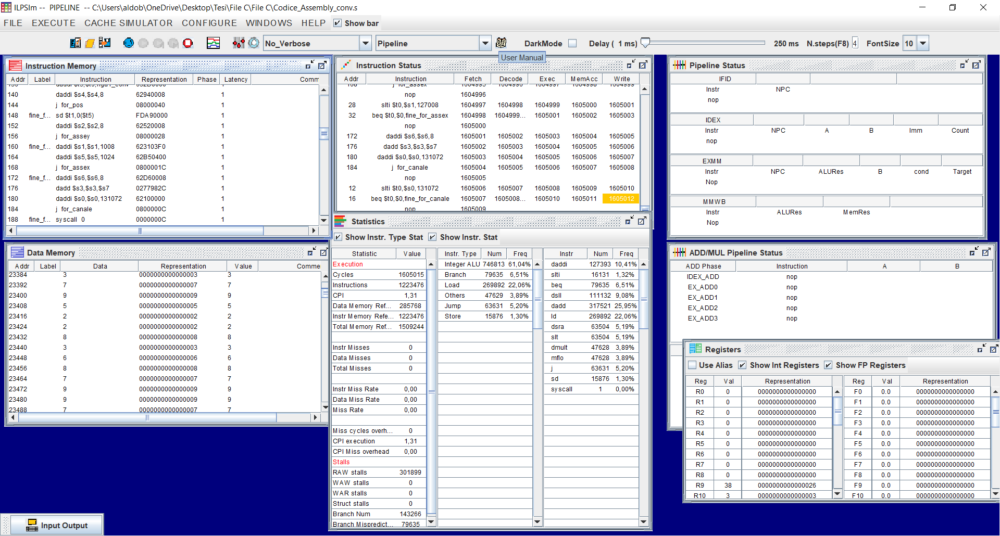 ILPSIm -- PIPELINE -- C:\Users\aldob\OneDrive\Desktop\Tesi\File C\File C\Codice_Assembly_conv.s
FILE EXECUTE CACHE SIMULATOR CONFIGURE WINDOWS HELP Show bar
No_Verbose Pipeline DarkMode Delay ( 1 ms) 250 ms N.steps(F8) 4 FontSize 10
User Manual
Instruction Memory
Addr Label Instruction Representation Phase Latency Comm
140 daddi $s4,$s4,8 62940008 1
144 j for_pos 08000040 1
148 fine_f... sd $t1,0($t5) FDA90000 1
152 daddi $s2,$s2,8 62520008 1
156 j for_assey 08000028 1
160 fine_f... daddi $s1,$s1,1008 623103F0 1
164 daddi $s5,$s5,1024 62B50400 1
168 j for_assex 0800001C 1
172 fine_f... daddi $s6,$s6,8 62D60008 1
176 dadd $s3,$s3,$s7 0277982C 1
180 daddi $s0,$s0,131072 62100000 1
184 j for_canale 0800000C 1
188 fine_f... syscall 0 0000000C 1
Instruction Status
Addr Instruction Fetch Decode Exec MemAcc Write
168 j for_assex 1604995 1604996 1604997 1604998 1604999
nop 1604996
28 slti $t0,$s1,127008 1604997 1604998 1604999 1605000 1605001
32 beq $t0,$0,fine_for_assex 1604998 1604999... 1605001 1605002 1605003
nop 1605000
172 daddi $s6,$s6,8 1605001 1605002 1605003 1605004 1605005
176 dadd $s3,$s3,$s7 1605002 1605003 1605004 1605005 1605006
180 daddi $s0,$s0,131072 1605003 1605004 1605005 1605006 1605007
184 j for_canale 1605004 1605005 1605006 1605007 1605008
nop 1605005
12 slti $t0,$s0,131072 1605006 1605007 1605008 1605009 1605010
16 beq $t0,$0,fine_for_canale 1605007 1605008... 1605010 1605011 1605012
nop 1605009
Pipeline Status
IFID
Instr NPC
nop
IDEX
Instr NPC A B Imm Count
nop
EXMM
Instr NPC ALURes B cond Target
Nop
MMWB
Instr ALURes MemRes
Nop
Data Memory
Addr Label Data Representation Value Comme
23384 3 0000000000000003 3
23392 7 0000000000000007 7
23400 9 0000000000000009 9
23408 5 0000000000000005 5
23416 2 0000000000000002 2
23424 2 0000000000000002 2
23432 8 0000000000000008 8
23440 3 0000000000000003 3
23448 6 0000000000000006 6
23456 8 0000000000000008 8
23464 7 0000000000000007 7
23472 9 0000000000000009 9
23480 9 0000000000000009 9
23488 7 0000000000000007 7
Statistics
Show Instr. Type Stat Show Instr. Stat
Statistic Value
Execution
Cycles 1605015
Instructions 1223476
CPI 1,31
Data Memory Ref... 285768
Instr Memory Refe... 1223476
Total Memory Ref... 1509244
Instr Misses 0
Data Misses 0
Total Misses 0
Instr Miss Rate 0,00
Data Miss Rate 0,00
Miss Rate 0,00
Miss cycles overh... 0
CPI execution 1,31
CPI Miss overhead 0,00
Stalls
RAW stalls 301899
WAW stalls 0
WAR stalls 0
Struct stalls 0
Branch Num 143266
Branch Mispredict... 79635
Instr. Type Num Freq
Integer ALU 746813 61,04%
Branch 79635 6,51%
Load 269892 22,06%
Others 47629 3,89%
Jump 63631 5,20%
Store 15876 1,30%
Instr Num Freq
daddi 127393 10,41%
slti 16131 1,32%
beq 79635 6,51%
dsll 111132 9,08%
dadd 317521 25,95%
ld 269892 22,06%
dsra 63504 5,19%
slt 63504 5,19%
dmult 47628 3,89%
mflo 47628 3,89%
j 63631 5,20%
sd 15876 1,30%
syscall 1 0,00%
ADD/MUL Pipeline Status
ADD Phase Instruction A B
IDEX_ADD nop
EX_ADD0 nop
EX_ADD1 nop
EX_ADD2 nop
EX_ADD3 nop
Registers
Use Alias Show Int Registers Show FP Registers
Reg Val Representation Reg Val Representation
R0 0 0000000000000000 F0 0.0 0000000000000000
R1 0 0000000000000000 F1 0.0 0000000000000000
R2 0 0000000000000000 F2 0.0 0000000000000000
R3 0 0000000000000000 F3 0.0 0000000000000000
R4 0 0000000000000000 F4 0.0 0000000000000000
R5 0 0000000000000000 F5 0.0 0000000000000000
R6 0 0000000000000000 F6 0.0 0000000000000000
R7 0 0000000000000000 F7 0.0 0000000000000000
R8 0 0000000000000000 F8 0.0 0000000000000000
R9 38 0000000000000026 F9 0.0 0000000000000000
R10 3 0000000000000003 F10 0.0 0000000000000000
Input Output